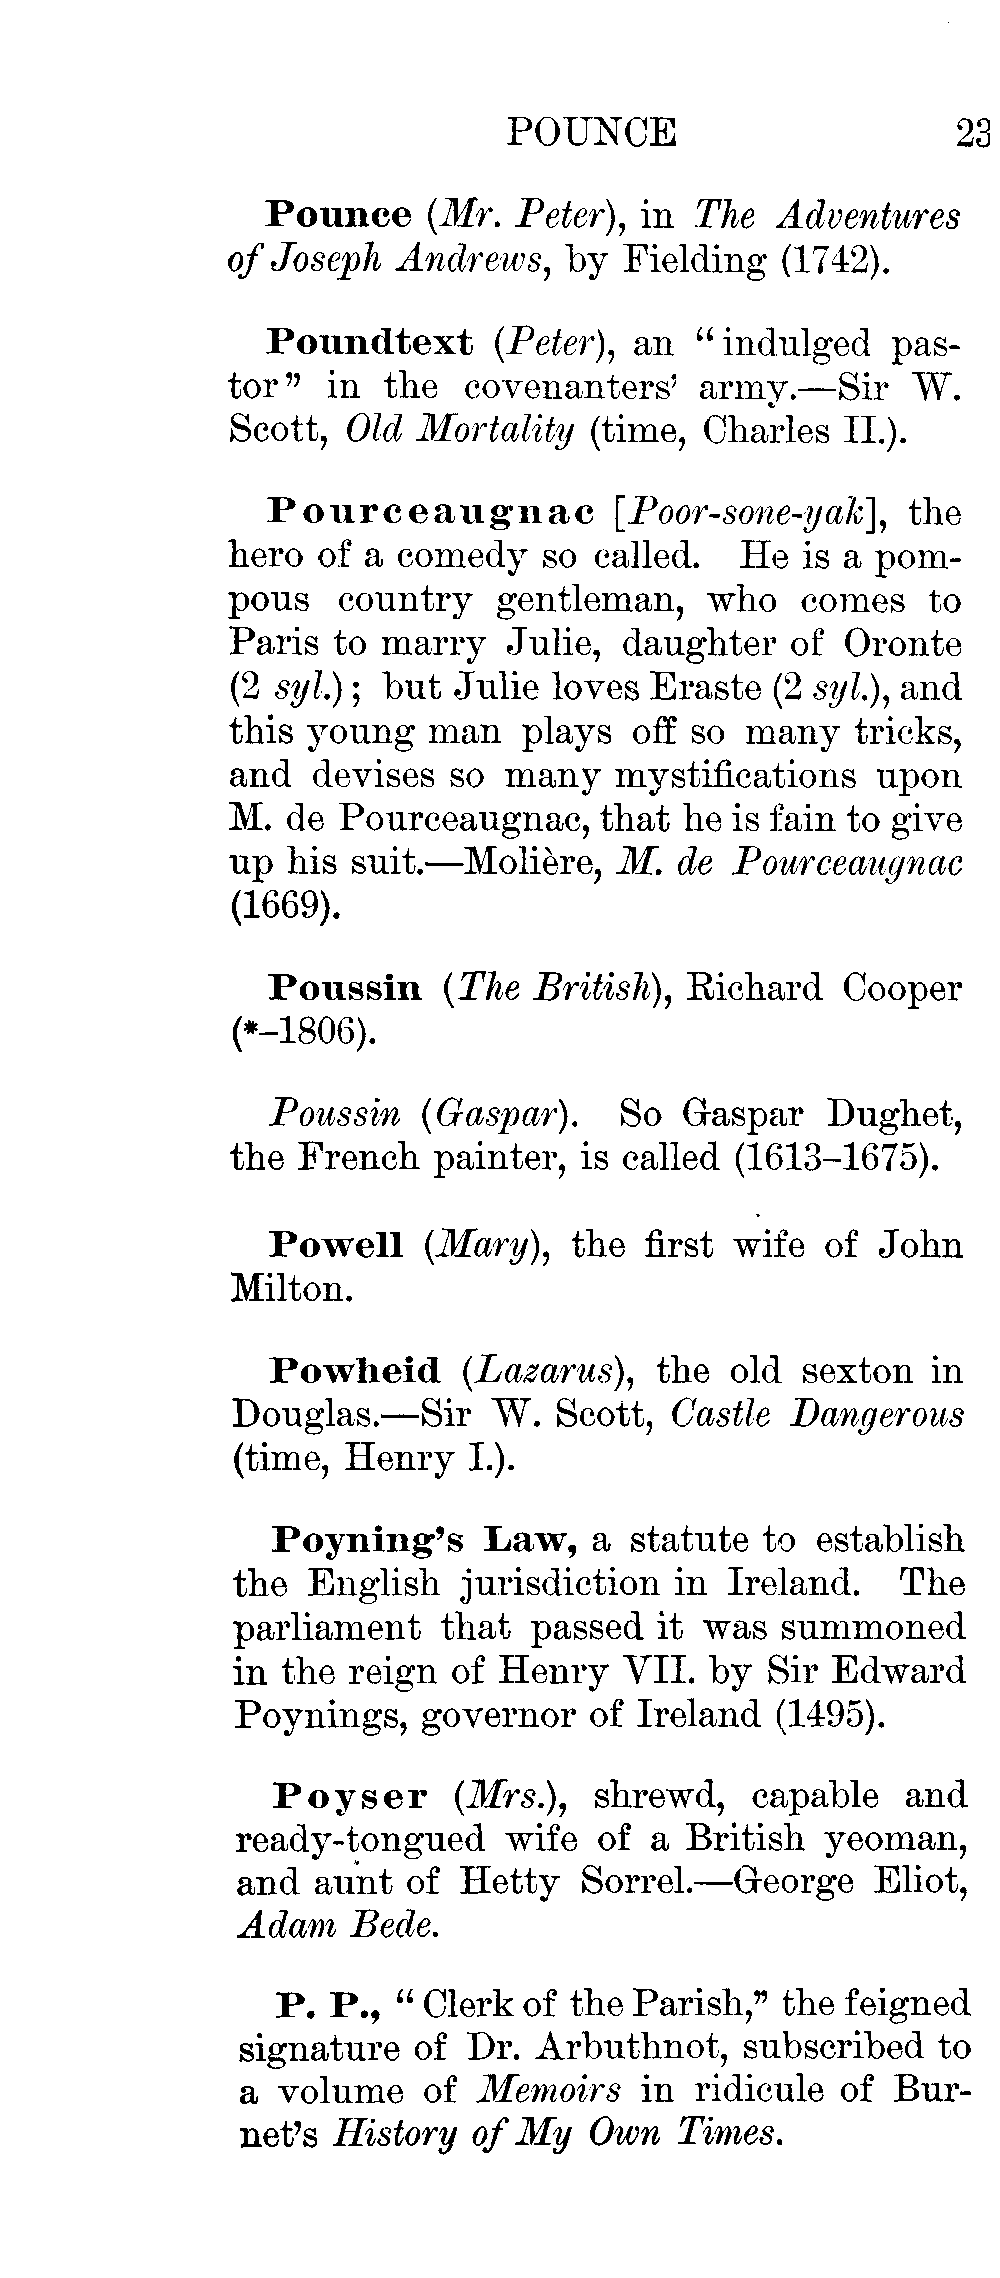 POUNCE 23
Pounce (Mr. Peter), in The Adventures
of Joseph Andrews, by Fielding (1742).
Poundtext (Peter), an “indulged pas-
tor” in the covenanters’ army.—Sir W.
Scott, Old Mortality (time, Charles II.).
Pourceaugnac [Poor-sone-yak], the
hero of a comedy so called. He is a pom-
pous country gentleman, who comes to
Paris to marry Julie, daughter of Oronte
(2 syl.); but Julie loves Eraste (2 syl.), and
this young man plays off so many tricks,
and devises so many mystifications upon
M. de Pourceaugnac, that he is fain to give
up his suit.—Molière, M. de Pourceaugnac
(1669).
Poussin (The British), Richard Cooper
(*–1806).
Poussin (Gaspar). So Gaspar Dughet,
the French painter, is called (1613–1675).
Powell (Mary), the first wife of John
Milton.
Powheid (Lazarus), the old sexton in
Douglas.—Sir W. Scott, Castle Dangerous
(time, Henry I.).
Poyning’s Law, a statute to establish
the English jurisdiction in Ireland. The
parliament that passed it was summoned
in the reign of Henry VII. by Sir Edward
Poynings, governor of Ireland (1495).
Poyser (Mrs.), shrewd, capable and
ready-tongued wife of a British yeoman,
and aunt of Hetty Sorrel.—George Eliot,
Adam Bede.
P. P., “Clerk of the Parish,” the feigned
signature of Dr. Arbuthnot, subscribed to
a volume of Memoirs in ridicule of Bur-
net’s History of My Own Times.